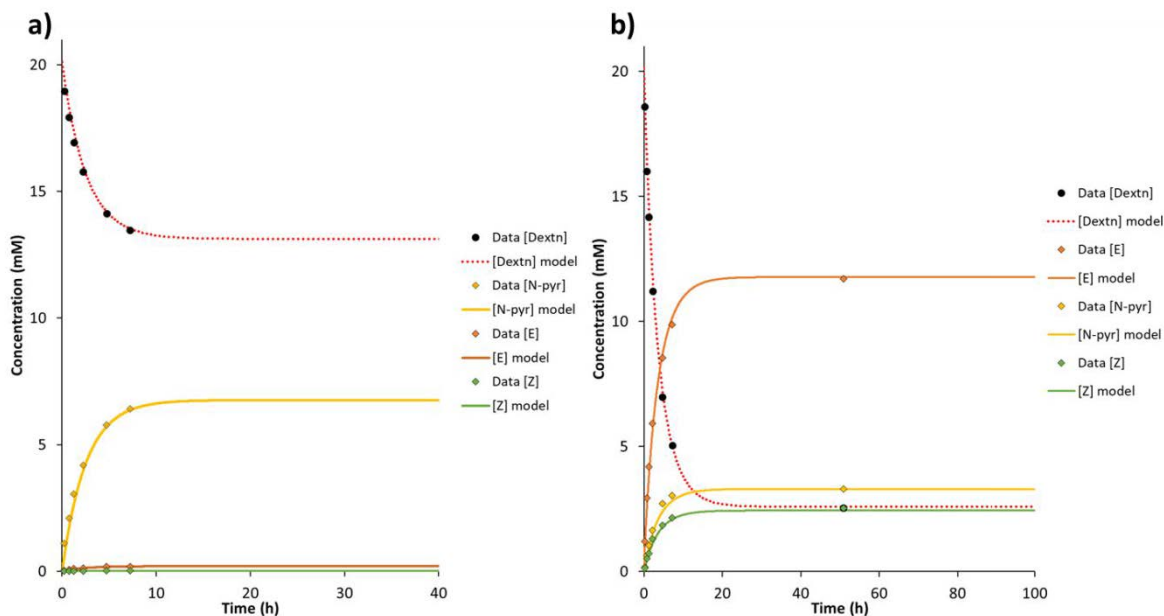 a)
20
15
10
5
0
Concentration (mM)
0 10 20 30 40
Time (h)
Data [Dextn]
[Dextn] model
Data [N-pyr]
[N-pyr] model
Data [E]
[E] model
Data [Z]
[Z] model
b)
20
15
10
5
0
Concentration (mM)
0 20 40 60 80 100
Time (h)
Data [Dextn]
[Dextn] model
Data [E]
[E] model
Data [N-pyr]
[N-pyr] model
Data [Z]
[Z] model